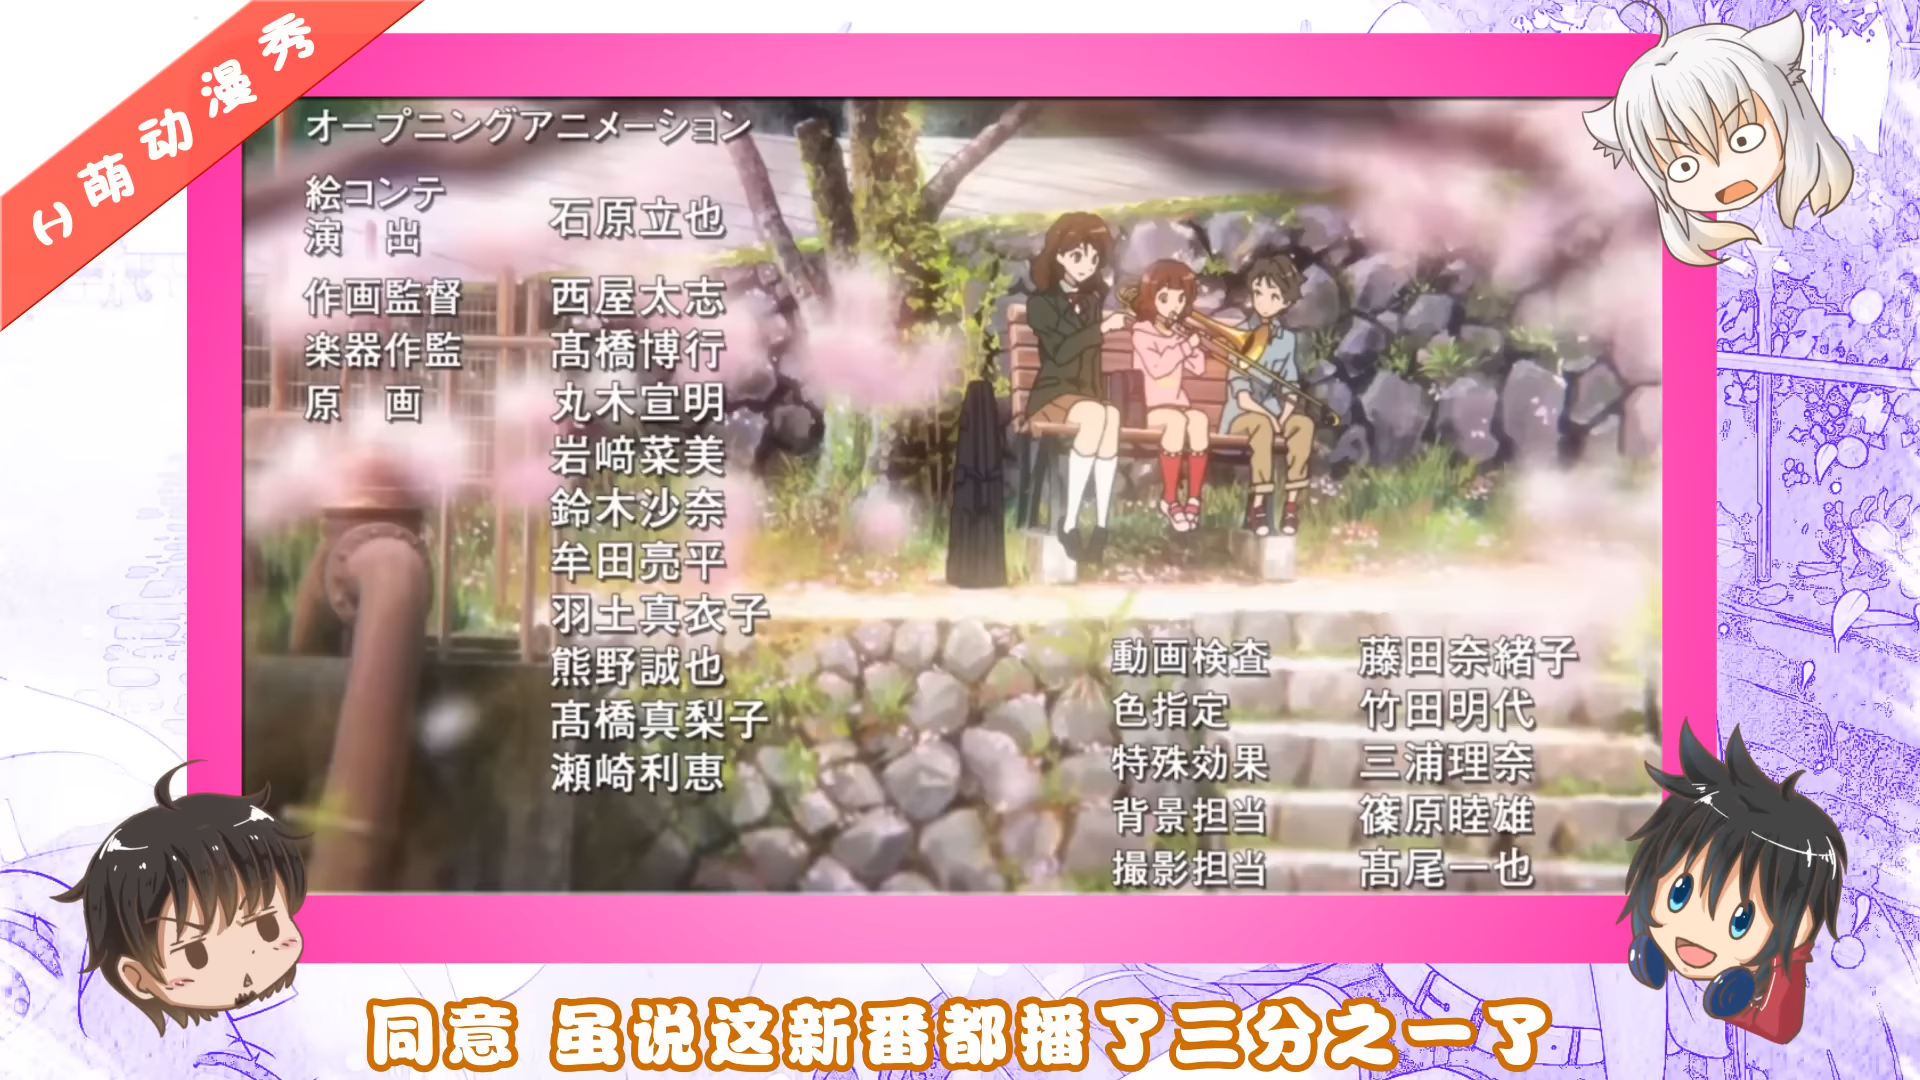 H萌动漫秀
オープニングアニメーション
絵コンテ
演 出 石原立也
作画監督 西屋太志
楽器作監 髙橋博行
原 画 丸木宣明
岩﨑菜美
鈴木沙奈
牟田亮平
羽土真衣子
熊野誠也
髙橋真梨子
瀬崎利恵
動画検査 藤田奈緒子
色指定 竹田明代
特殊効果 三浦理奈
背景担当 篠原睦雄
撮影担当 髙尾一也
同意 虽说这新番都播了三分之一了